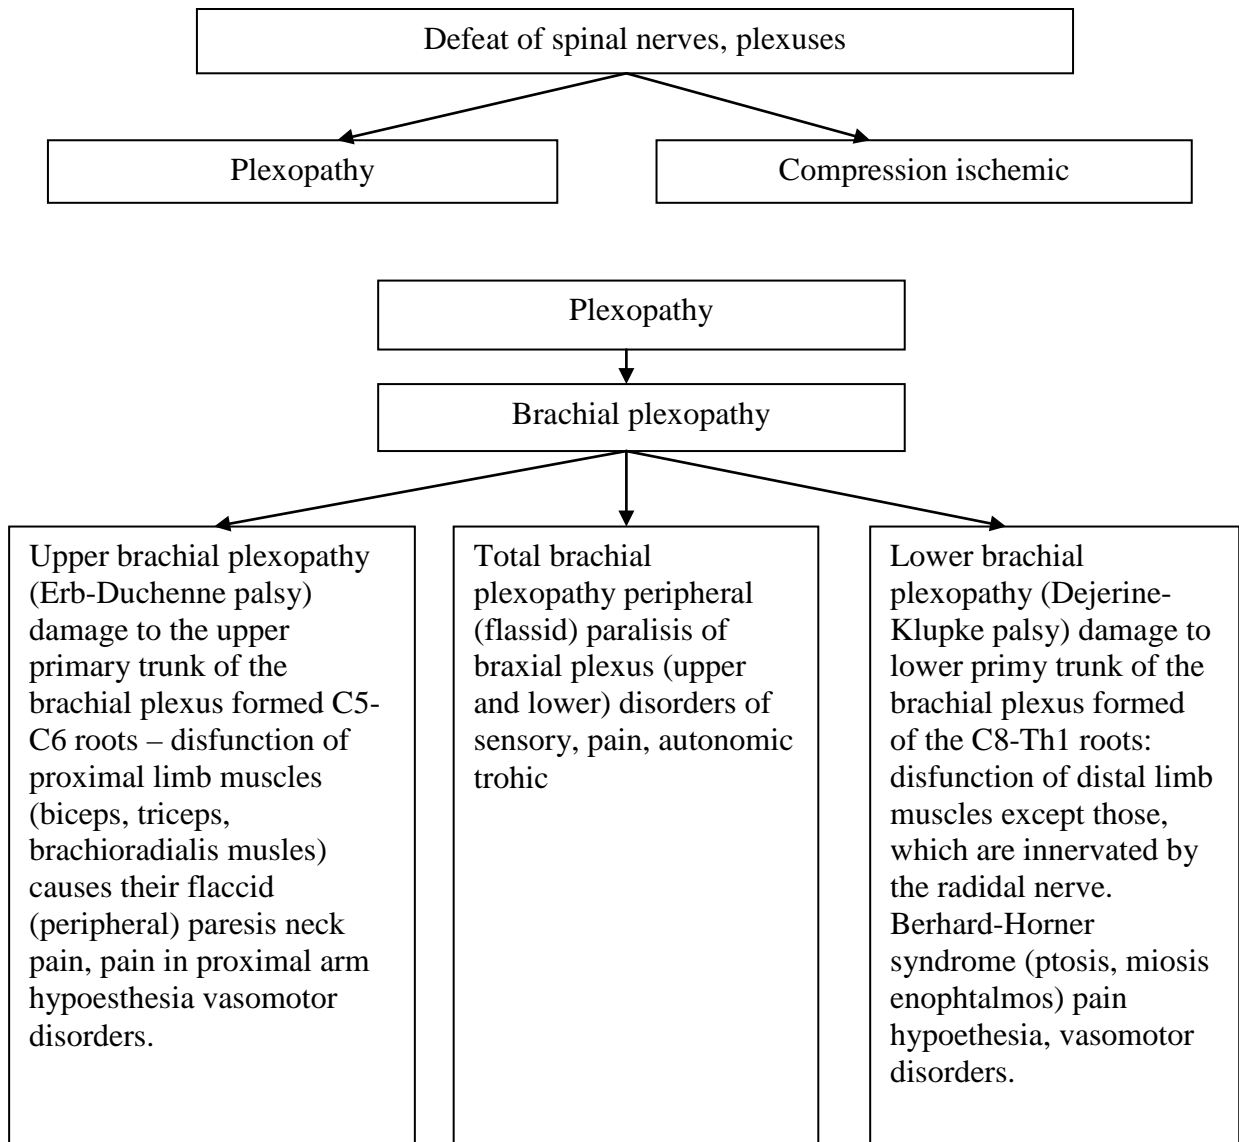 Defeat of spinal nerves, plexuses
Plexopathy
Compression ischemic
Plexopathy
Brachial plexopathy
Upper brachial plexopathy
(Erb-Duchenne palsy)
damage to the upper
primary trunk of the
brachial plexus formed C5-
C6 roots – disfunction of
proximal limb muscles
(biceps, triceps,
brachioradialis musles)
causes their flaccid
(peripheral) paresis neck
pain, pain in proximal arm
hypoesthesia vasomotor
disorders.
Total brachial
plexopathy peripheral
(flassid) paralisis of
braxial plexus (upper
and lower) disorders of
sensory, pain, autonomic
trohic
Lower brachial
plexopathy (Dejerine-
Klupke palsy) damage to
lower primy trunk of the
brachial plexus formed
of the C8-Th1 roots:
disfunction of distal limb
muscles except those,
which are innervated by
the radidal nerve.
Berhard-Horner
syndrome (ptosis, miosis
enophtalmos) pain
hypoethesia, vasomotor
disorders.